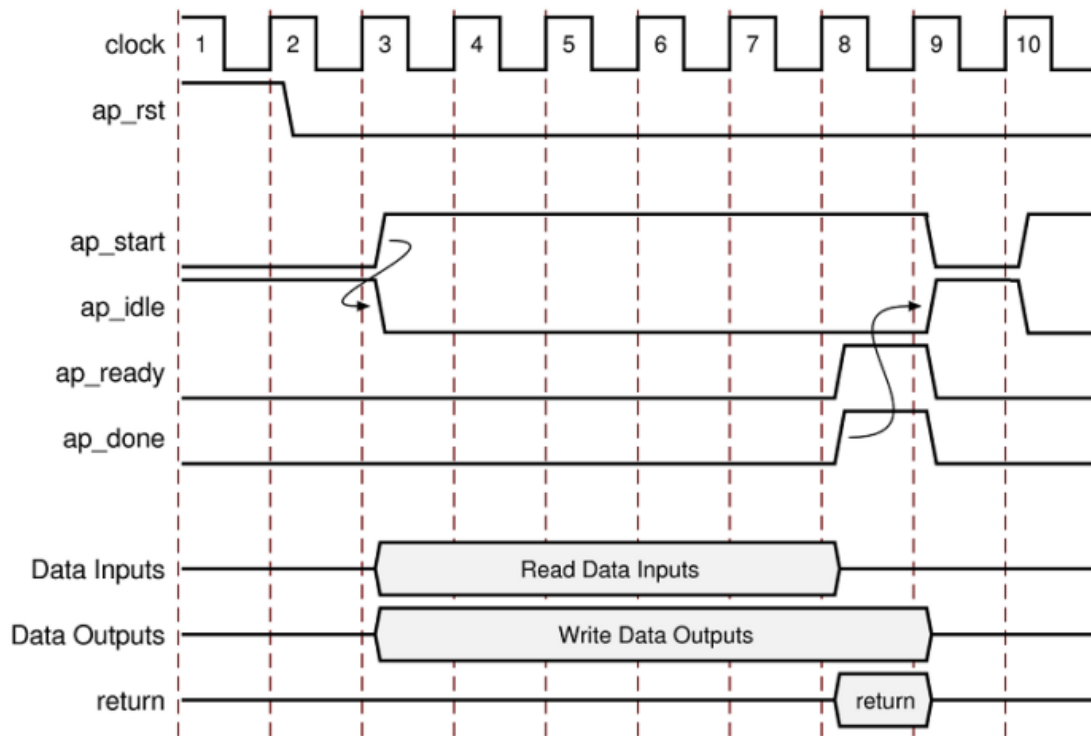 clock 1 2 3 4 5 6 7 8 9 10
ap_rst
ap_start
ap_idle
ap_ready
ap_done
Data Inputs Read Data Inputs
Data Outputs Write Data Outputs
return return